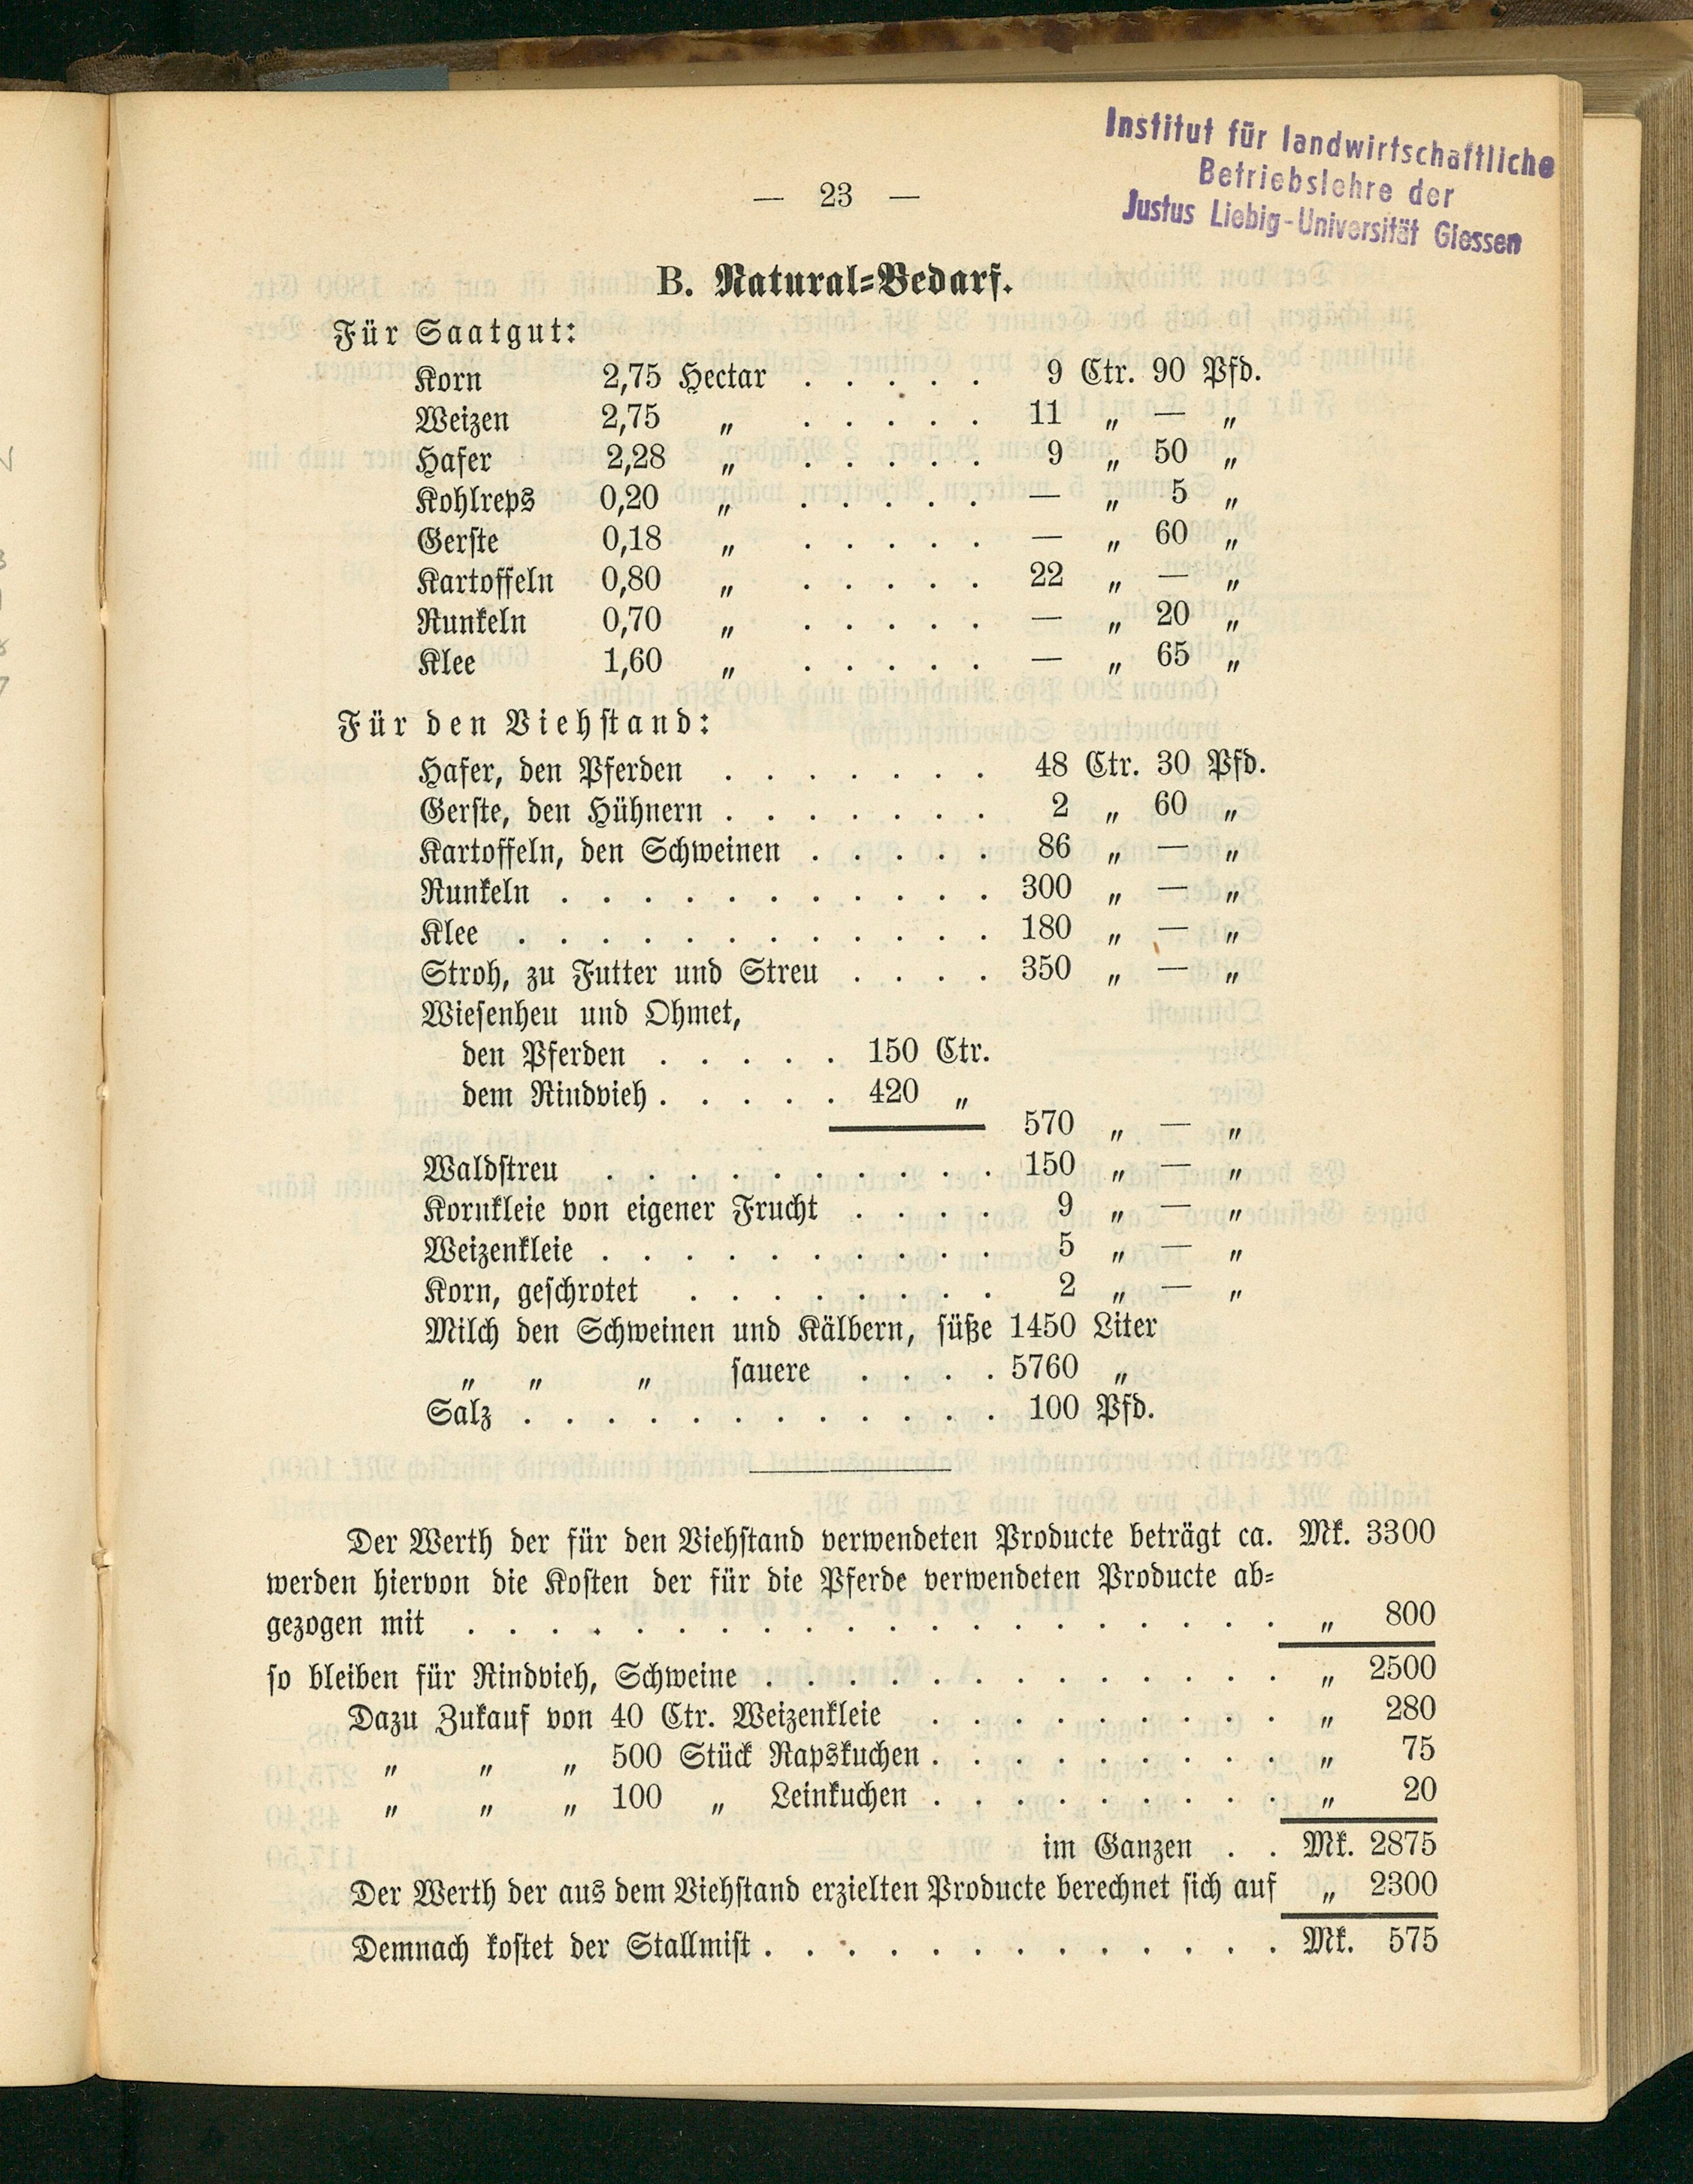 Institut für landwirtschaftliche
Betriebslehre der
Justus Liebig-Universität Giessen
— 23 —
B. Natural=Bedarf.
Für Saatgut:
Korn 2,75 Hectar . . . . . 9 Ctr. 90 Pfd.
Weizen 2,75 „ . . . . . 11 „ — „
Hafer 2,28 „ . . . . . 9 „ 50 „
Kohlreps 0,20 „ . . . . . — „ 5 „
Gerste 0,18 „ . . . . . — „ 60 „
Kartoffeln 0,80 „ . . . . . 22 „ — „
Runkeln 0,70 „ . . . . . — „ 20 „
Klee 1,60 „ . . . . . — „ 65 „
Für den Viehstand:
Hafer, den Pferden . . . . . . . 48 Ctr. 30 Pfd.
Gerste, den Hühnern . . . . . . . 2 „ 60 „
Kartoffeln, den Schweinen . . . . . 86 „ — „
Runkeln . . . . . . . . . . . 300 „ — „
Klee . . . . . . . . . . . . 180 „ — „
Stroh, zu Futter und Streu . . . . 350 „ — „
Wiesenheu und Ohmet,
den Pferden . . . . . 150 Ctr.
dem Rindvieh . . . . . 420 „
570 „ — „
Waldstreu . . . . . . . . . . 150 „ — „
Kornkleie von eigener Frucht . . . . 9 „ — „
Weizenkleie . . . . . . . . . . 5 „ — „
Korn, geschrotet . . . . . . . . 2 „ — „
Milch den Schweinen und Kälbern, süße 1450 Liter
„ „ „ sauere . . . . 5760 „
Salz . . . . . . . . . . . . 100 Pfd.
Der Werth der für den Viehstand verwendeten Producte beträgt ca. Mk. 3300
werden hiervon die Kosten der für die Pferde verwendeten Producte ab=
gezogen mit . . . . . . . . . . . . . . . . . . . . „ 800
so bleiben für Rindvieh, Schweine . . . . . . . . . . . . . „ 2500
Dazu Zukauf von 40 Ctr. Weizenkleie . . . . . . . . . „ 280
„ „ „ 500 Stück Rapskuchen . . . . . . . . . „ 75
„ „ „ 100 „ Leinkuchen . . . . . . . . . „ 20
im Ganzen . . Mk. 2875
Der Werth der aus dem Viehstand erzielten Producte berechnet sich auf „ 2300
Demnach kostet der Stallmist . . . . . . . . . . . . . Mk. 575